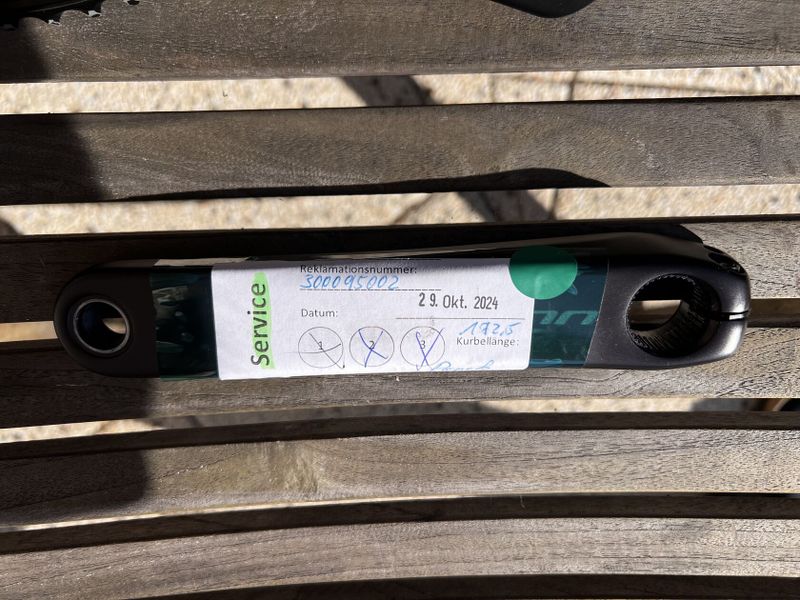 Service
Reklamationsnummer:
300095002
29. Okt. 2024
Datum:
1 2 3
172,5
Kurbellänge: